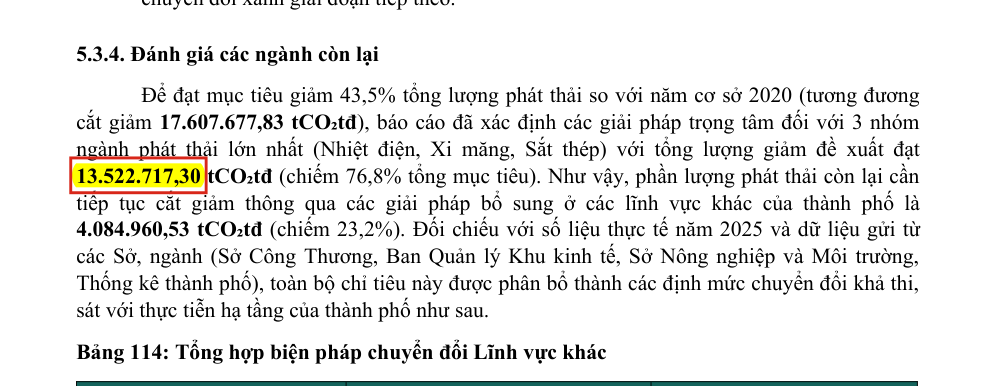 chuyển đổi xanh giai đoạn tiếp theo.
5.3.4. Đánh giá các ngành còn lại
Để đạt mục tiêu giảm 43,5% tổng lượng phát thải so với năm cơ sở 2020 (tương đương
cắt giảm 17.607.677,83 tCO₂tđ), báo cáo đã xác định các giải pháp trọng tâm đối với 3 nhóm
ngành phát thải lớn nhất (Nhiệt điện, Xi măng, Sắt thép) với tổng lượng giảm đề xuất đạt
13.522.717,30 tCO₂tđ (chiếm 76,8% tổng mục tiêu). Như vậy, phần lượng phát thải còn lại cần
tiếp tục cắt giảm thông qua các giải pháp bổ sung ở các lĩnh vực khác của thành phố là
4.084.960,53 tCO₂tđ (chiếm 23,2%). Đối chiếu với số liệu thực tế năm 2025 và dữ liệu gửi từ
các Sở, ngành (Sở Công Thương, Ban Quản lý Khu kinh tế, Sở Nông nghiệp và Môi trường,
Thống kê thành phố), toàn bộ chỉ tiêu này được phân bổ thành các định mức chuyển đổi khả thi,
sát với thực tiễn hạ tầng của thành phố như sau.
Bảng 114: Tổng hợp biện pháp chuyển đổi Lĩnh vực khác